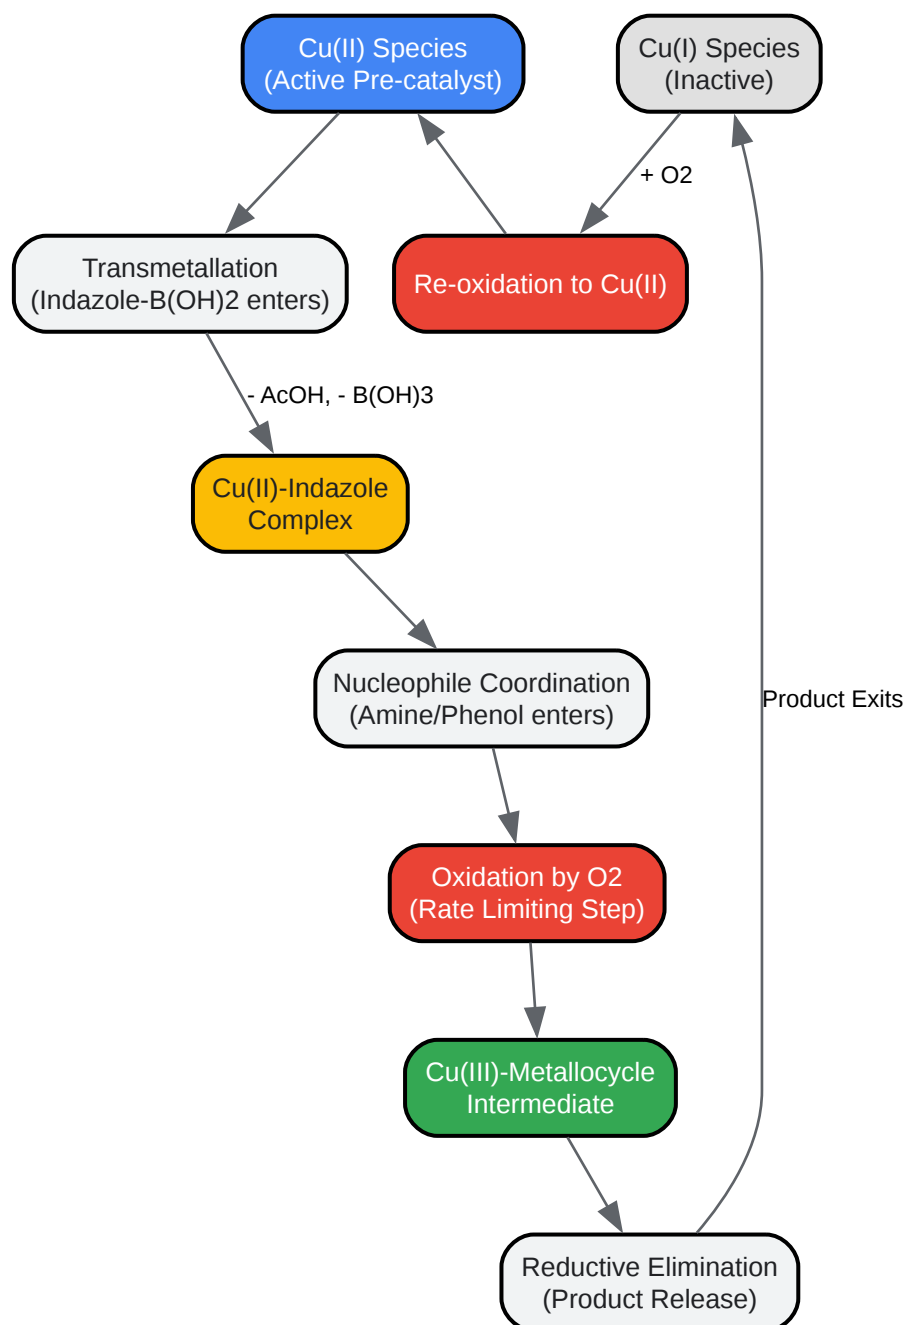 Cu(II) Species
(Active Pre-catalyst)
Cu(I) Species
(Inactive)
+ O2
Transmetallation
(Indazole-B(OH)2 enters)
Re-oxidation to Cu(II)
- AcOH, - B(OH)3
Cu(II)-Indazole
Complex
Nucleophile Coordination
(Amine/Phenol enters)
Product Exits
Oxidation by O2
(Rate Limiting Step)
Cu(III)-Metallocycle
Intermediate
Reductive Elimination
(Product Release)